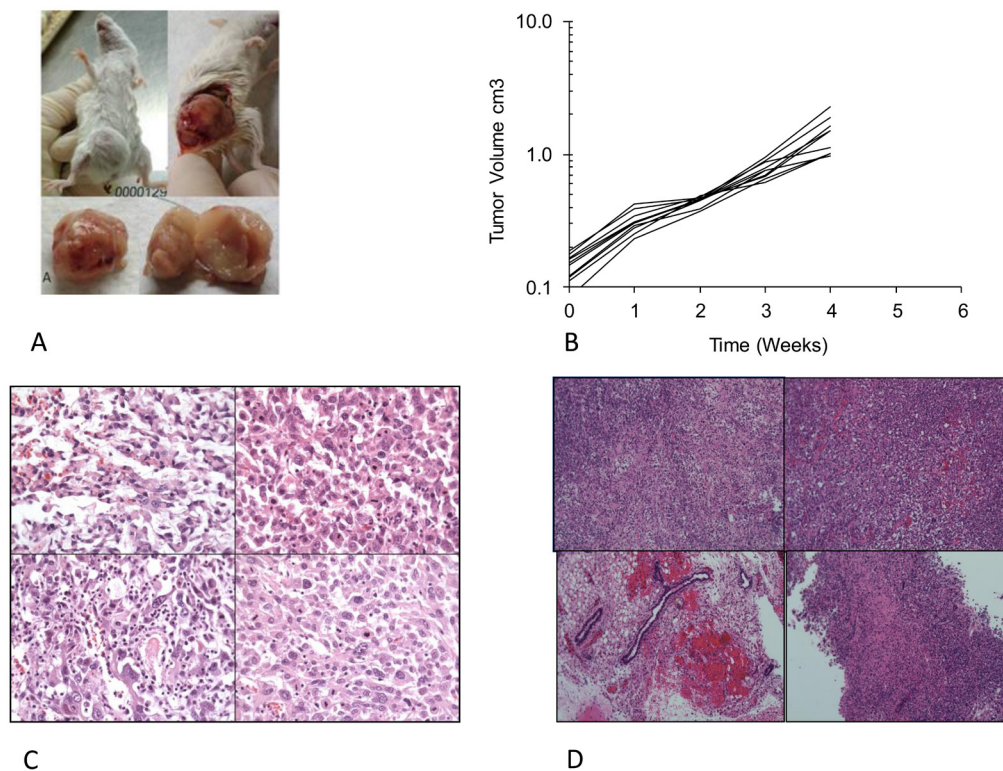 0000129
A
A
10.0
1.0
0.1
Tumor Volume cm3
0 1 2 3 4 5 6
Time (Weeks)
B
C
D